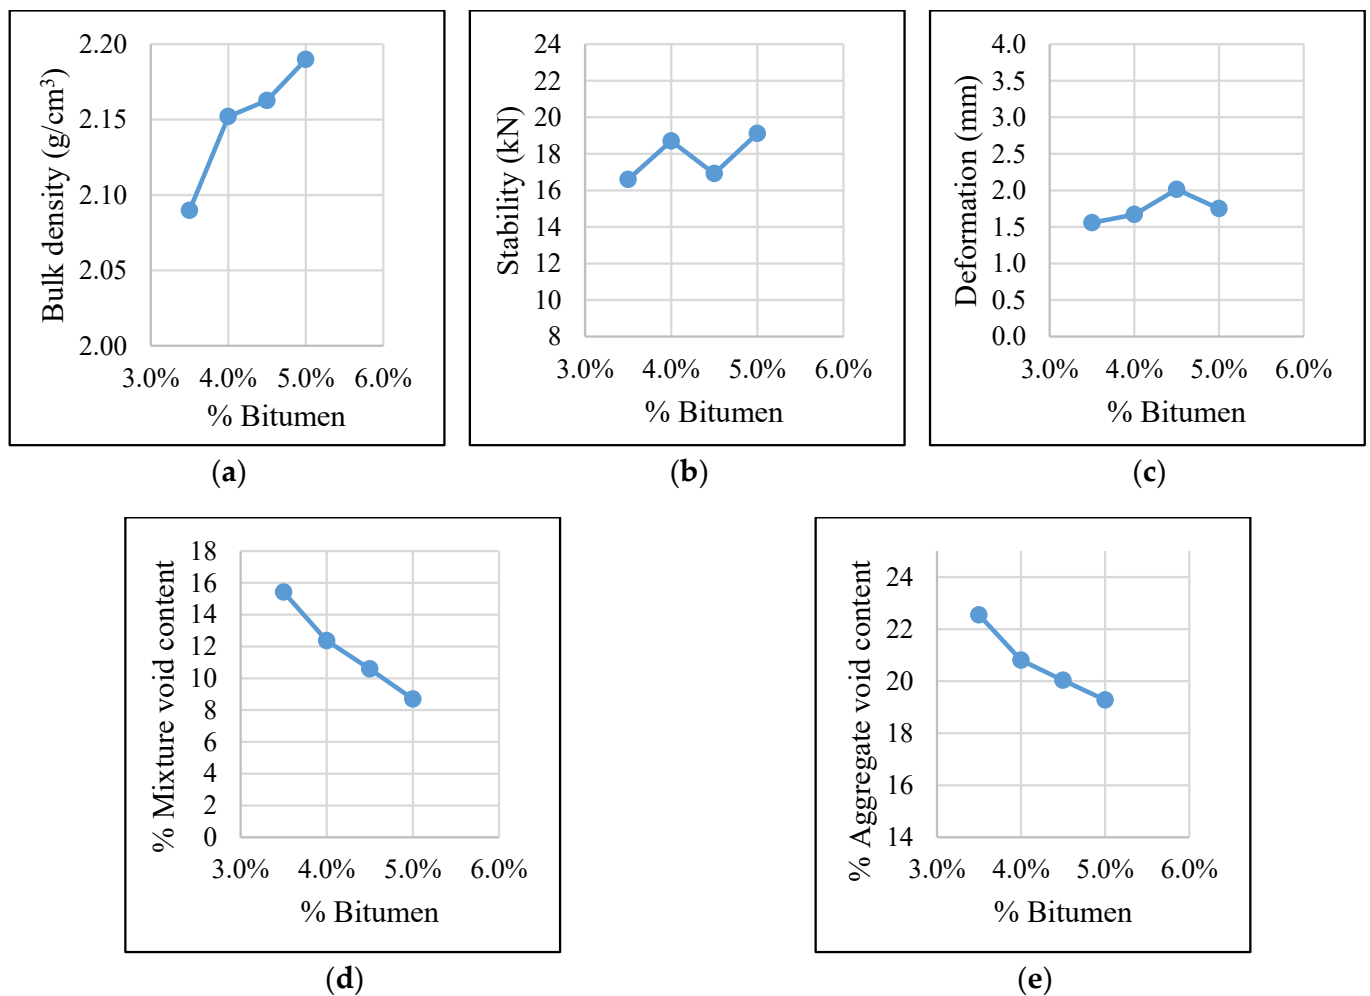 Bulk density (g/cm³)
2.20
2.15
2.10
2.05
2.00
3.0% 4.0% 5.0% 6.0%
% Bitumen
(a)
Stability (kN)
24
22
20
18
16
14
12
10
8
3.0% 4.0% 5.0% 6.0%
% Bitumen
(b)
Deformation (mm)
4.0
3.5
3.0
2.5
2.0
1.5
1.0
0.5
0.0
3.0% 4.0% 5.0% 6.0%
% Bitumen
(c)
% Mixture void content
18
16
14
12
10
8
6
4
2
0
3.0% 4.0% 5.0% 6.0%
% Bitumen
(d)
% Aggregate void content
24
22
20
18
16
14
3.0% 4.0% 5.0% 6.0%
% Bitumen
(e)